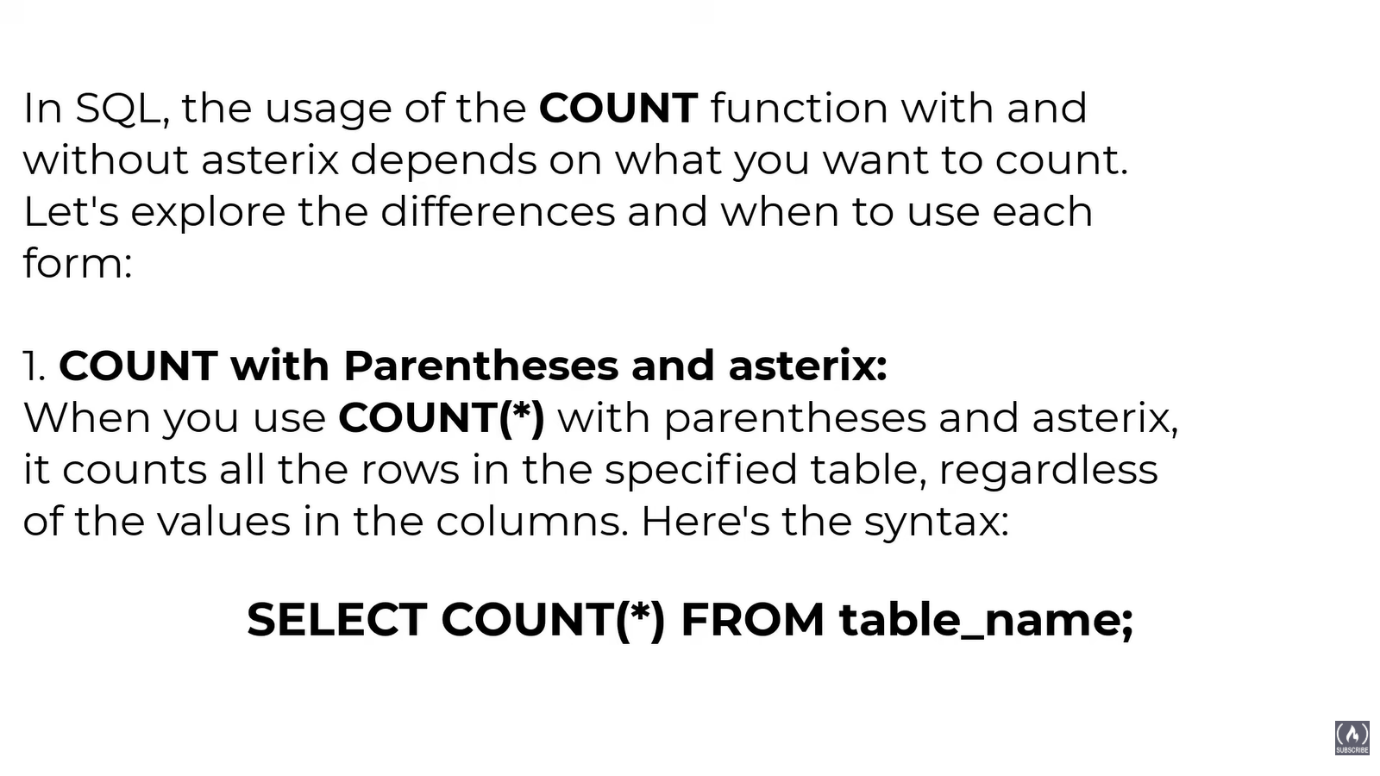 In SQL, the usage of the COUNT function with and
without asterix depends on what you want to count.
Let's explore the differences and when to use each
form:
1. COUNT with Parentheses and asterix:
When you use COUNT(*) with parentheses and asterix,
it counts all the rows in the specified table, regardless
of the values in the columns. Here's the syntax:
SELECT COUNT(*) FROM table_name;
SUBSCRIBE